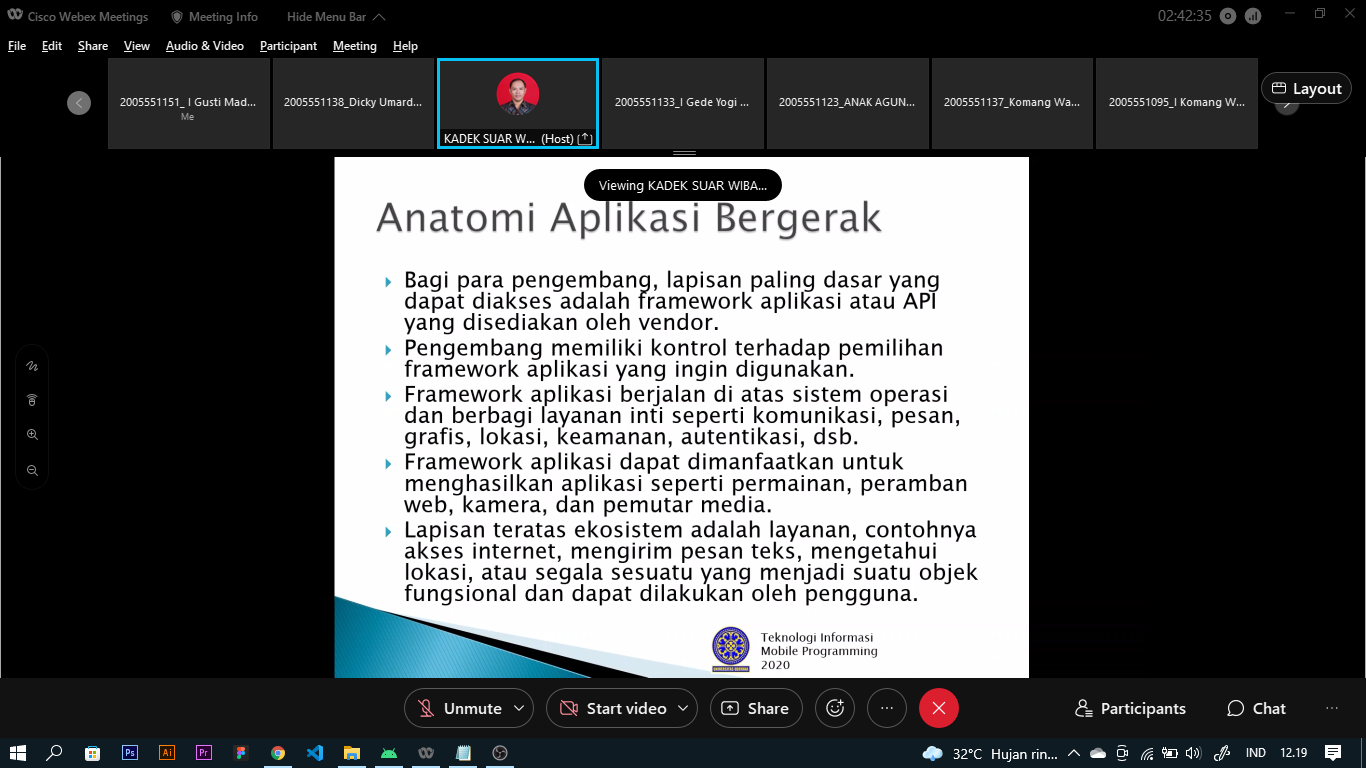 Cisco Webex Meetings
Meeting Info
Hide Menu Bar
02:42:35
File Edit Share View Audio & Video Participant Meeting Help
2005551151_ I Gusti Mad...
Me
2005551138_Dicky Umard...
KADEK SUAR W... (Host)
2005551133_I Gede Yogi ...
2005551123_ANAK AGUN...
2005551137_Komang Wa...
2005551095_I Komang W...
Layout
Viewing KADEK SUAR WIBA...
Anatomi Aplikasi Bergerak
Bagi para pengembang, lapisan paling dasar yang
dapat diakses adalah framework aplikasi atau API
yang disediakan oleh vendor.
Pengembang memiliki kontrol terhadap pemilihan
framework aplikasi yang ingin digunakan.
Framework aplikasi berjalan di atas sistem operasi
dan berbagi layanan inti seperti komunikasi, pesan,
grafis, lokasi, keamanan, autentikasi, dsb.
Framework aplikasi dapat dimanfaatkan untuk
menghasilkan aplikasi seperti permainan, peramban
web, kamera, dan pemutar media.
Lapisan teratas ekosistem adalah layanan, contohnya
akses internet, mengirim pesan teks, mengetahui
lokasi, atau segala sesuatu yang menjadi suatu objek
fungsional dan dapat dilakukan oleh pengguna.
Teknologi Informasi
Mobile Programming
2020
Unmute
Start video
Share
Participants
Chat
Ps
Ai
Pr
32°C Hujan rin...
IND
12.19